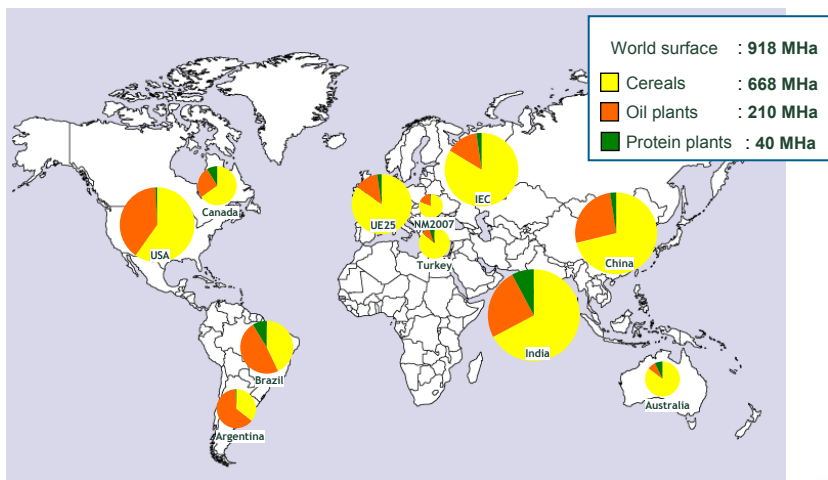 World surface : 918 MHa
Cereals : 668 MHa
Oil plants : 210 MHa
Protein plants : 40 MHa
Canada
USA
UE25
NM2007
IEC
Turkey
China
India
Brazil
Argentina
Australia